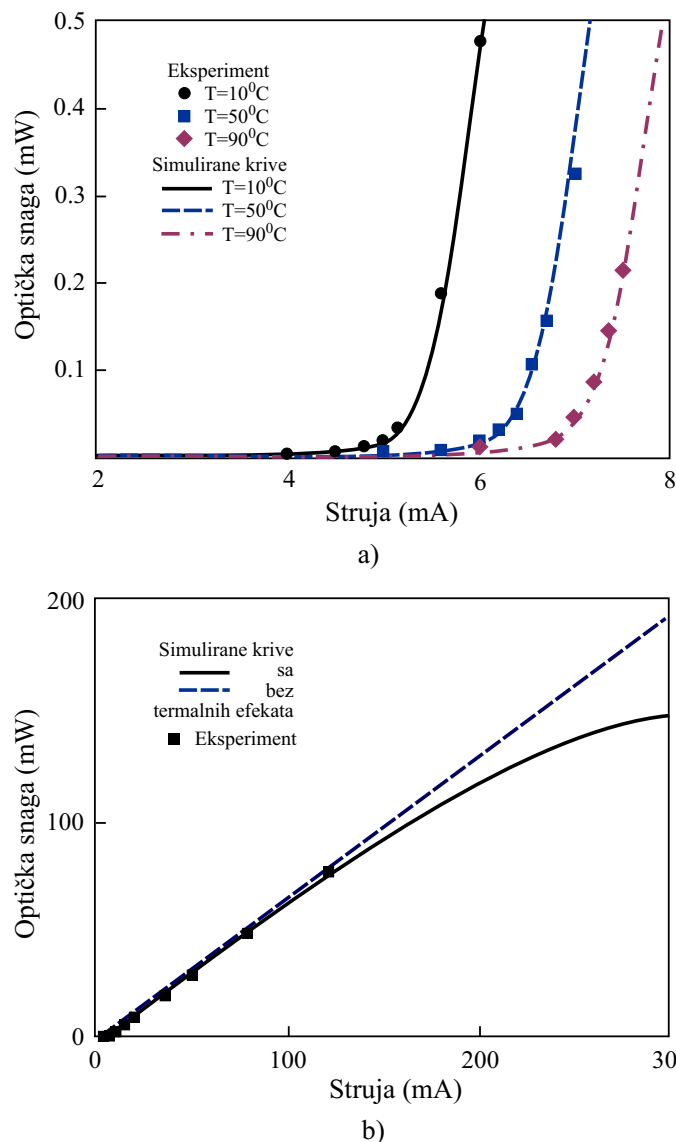 0.5
0.4
0.3
0.2
0.1
Optička snaga (mW)
Eksperiment
T=10⁰C
T=50⁰C
T=90⁰C
Simulirane krive
T=10⁰C
T=50⁰C
T=90⁰C
2 4 6 8
Struja (mA)
a)
200
100
0
Optička snaga (mW)
Simulirane krive
sa
bez
termalnih efekata
Eksperiment
0 100 200 30
Struja (mA)
b)